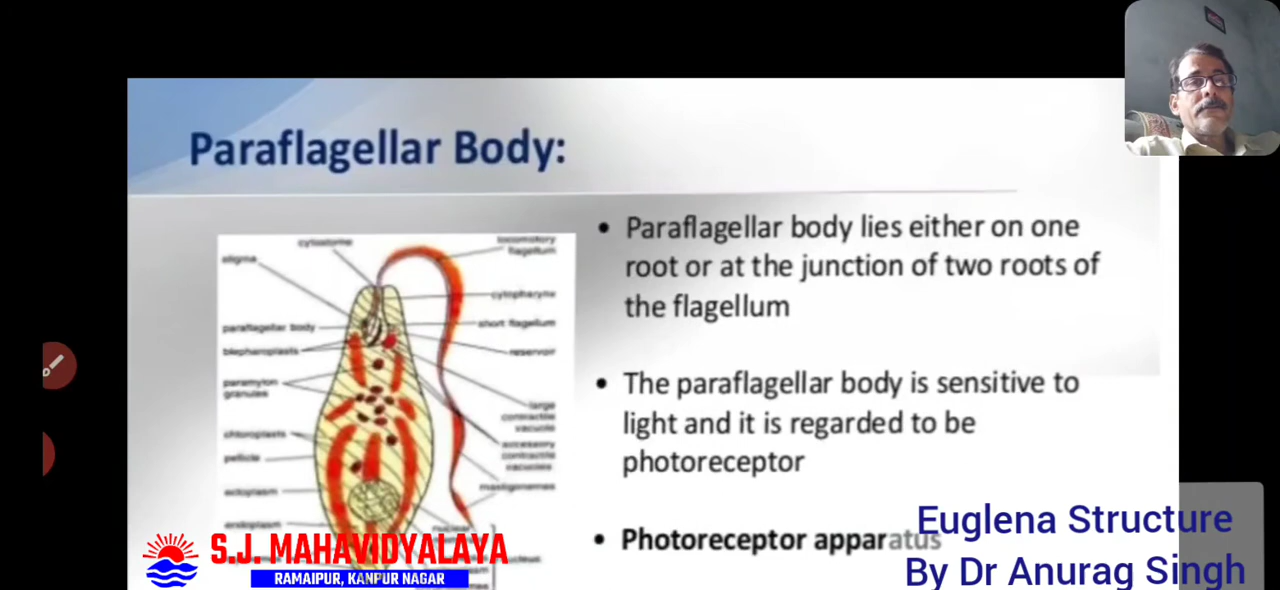 Paraflagellar Body:
cytostome
locomotory
flagellum
stigma
cytopharynx
paraflagellar body
short flagellum
blepharoplasts
reservoir
paramylon
granules
large
contractile
vacuole
chloroplasts
accessory
contractile
vacuoles
pellicle
mastigonemes
ectoplasm
endoplasm
• Paraflagellar body lies either on one
root or at the junction of two roots of
the flagellum
• The paraflagellar body is sensitive to
light and it is regarded to be
photoreceptor
• Photoreceptor apparatus
S.J. MAHAVIDYALAYA
RAMAIPUR, KANPUR NAGAR
Euglena Structure
By Dr Anurag Singh